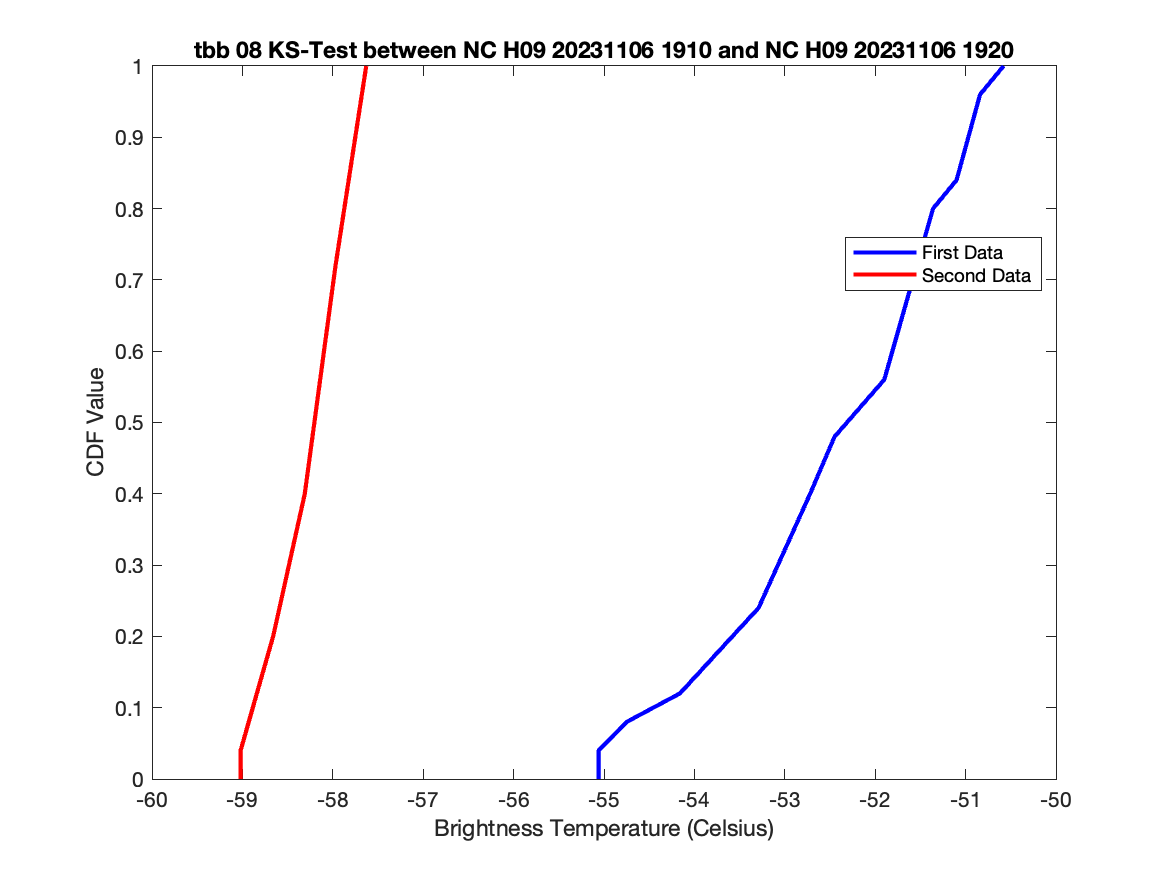 tbb 08 KS-Test between NC H09 20231106 1910 and NC H09 20231106 1920
1
0.9
0.8
0.7
0.6
0.5
0.4
0.3
0.2
0.1
0
CDF Value
First Data
Second Data
-60 -59 -58 -57 -56 -55 -54 -53 -52 -51 -50
Brightness Temperature (Celsius)